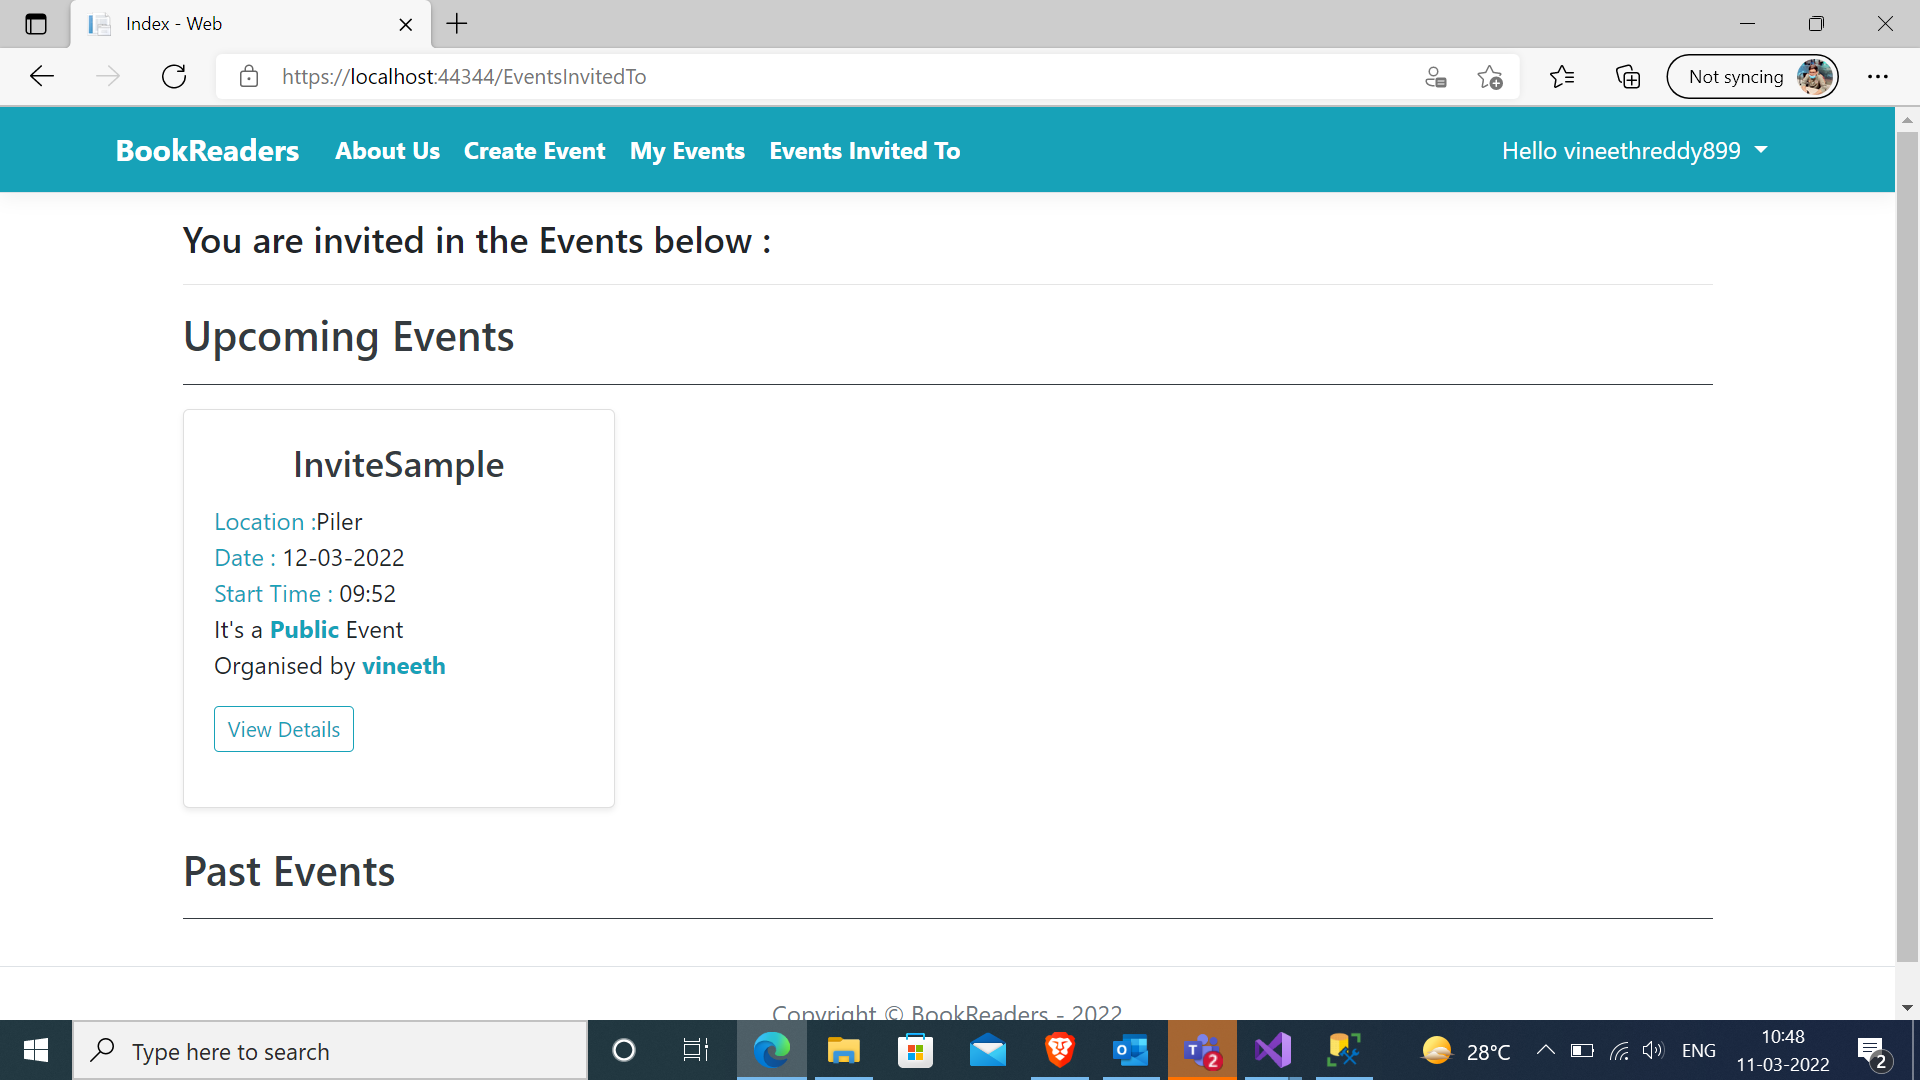 Index - Web
https://localhost:44344/EventsInvitedTo
Not syncing
BookReaders About Us Create Event My Events Events Invited To Hello vineethreddy899
You are invited in the Events below :
Upcoming Events
InviteSample
Location :Piler
Date : 12-03-2022
Start Time : 09:52
It's a Public Event
Organised by vineeth
View Details
Past Events
Copyright © BookReaders - 2022
Type here to search
2
28°C
ENG
10:48
11-03-2022
2